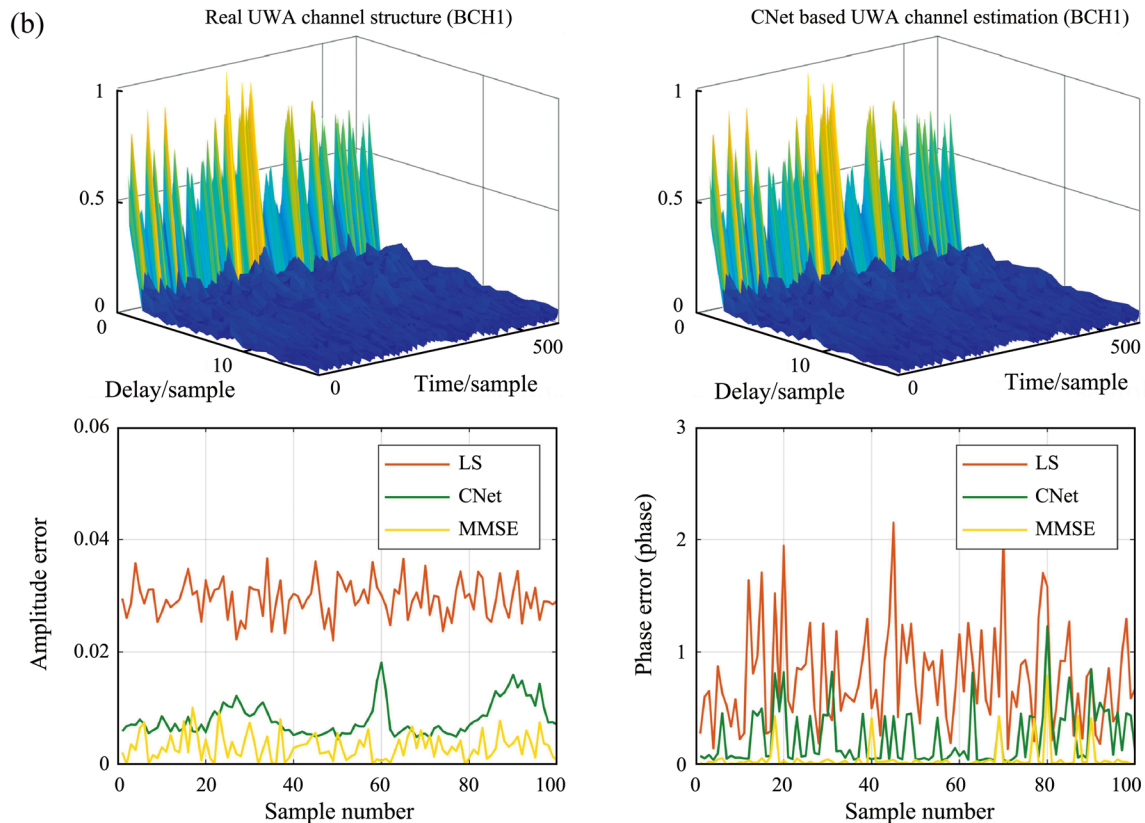 (b)
Real UWA channel structure (BCH1)
1
0.5
0
0
10
Delay/sample
0
500
Time/sample
CNet based UWA channel estimation (BCH1)
1
0.5
0
0
10
Delay/sample
0
500
Time/sample
0.06
0.04
0.02
0
Amplitude error
LS
CNet
MMSE
0
20
40
60
80
100
Sample number
3
2
1
0
Phase error (phase)
LS
CNet
MMSE
0
20
40
60
80
100
Sample number